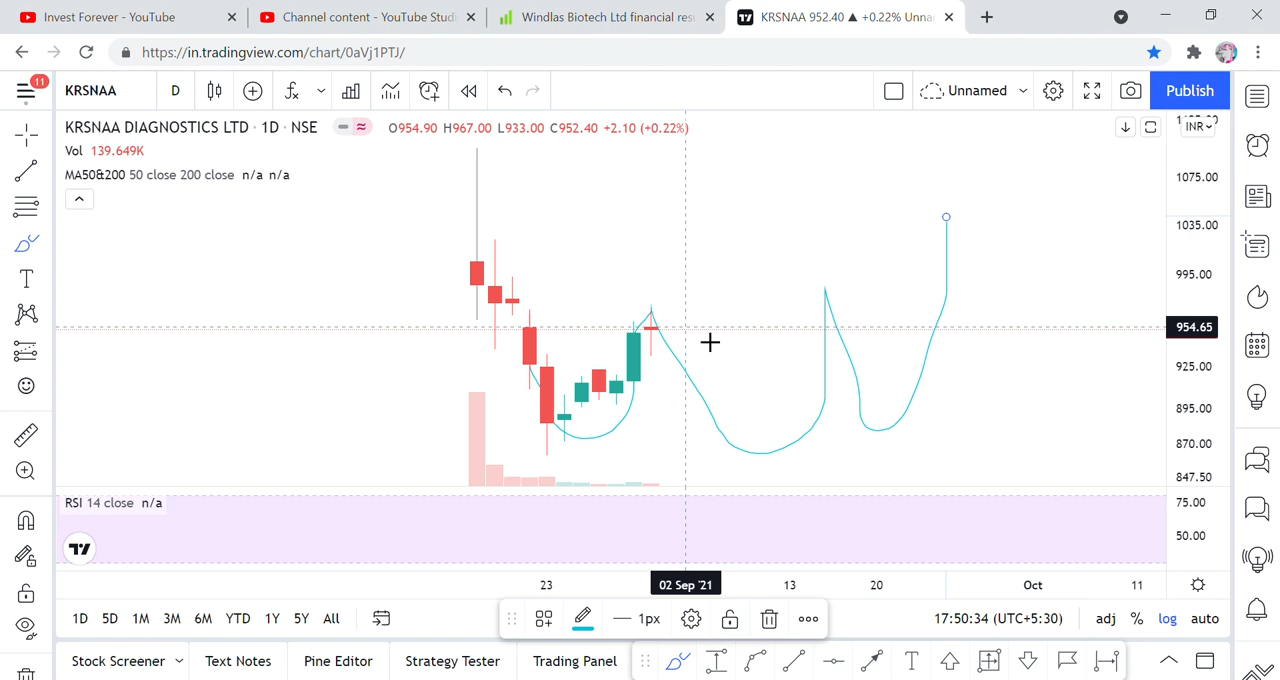 Invest Forever - YouTube
Channel content - YouTube Studi
Windlas Biotech Ltd financial resu
KRSNAA 952.40 ▲ +0.22% Unna
https://in.tradingview.com/chart/0aVj1PTJ/
11
KRSNAA
D
Unnamed
Publish
KRSNAA DIAGNOSTICS LTD · 1D · NSE
O954.90 H967.00 L933.00 C952.40 +2.10 (+0.22%)
INR
Vol 139.649K
MA50&200 50 close 200 close n/a n/a
1075.00
1035.00
995.00
954.65
925.00
895.00
870.00
847.50
RSI 14 close n/a
75.00
50.00
23
02 Sep '21
13
20
Oct
11
1D 5D 1M 3M 6M YTD 1Y 5Y All
1px
17:50:34 (UTC+5:30)
adj % log auto
Stock Screener
Text Notes
Pine Editor
Strategy Tester
Trading Panel